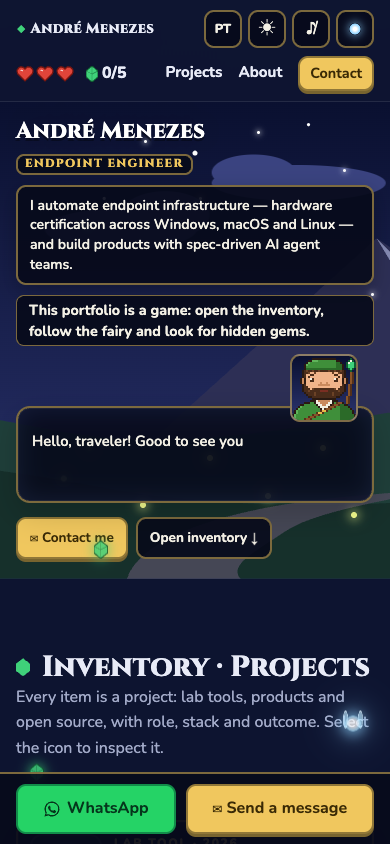 ANDRÉ MENEZES
PT
0/5
Projects
About
Contact
ANDRÉ MENEZES
ENDPOINT ENGINEER
I automate endpoint infrastructure — hardware
certification across Windows, macOS and Linux —
and build products with spec-driven AI agent
teams.
This portfolio is a game: open the inventory,
follow the fairy and look for hidden gems.
Hello, traveler! Good to see you
✉ Contact me
Open inventory ↓
INVENTORY · PROJECTS
Every item is a project: lab tools, products and
open source, with role, stack and outcome. Select
the icon to inspect it.
WhatsApp
✉ Send a message
LAB TOOL · 2025